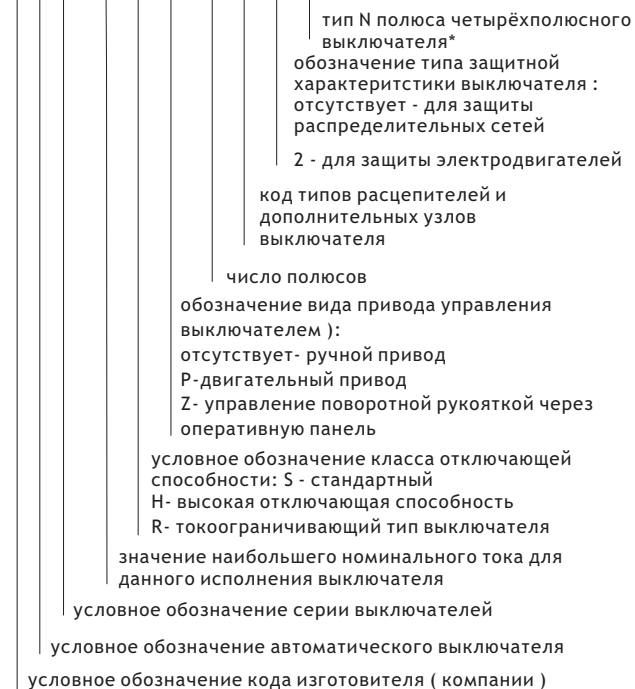 тип N полюса четырёхполюсного
выключателя*
обозначение типа защитной
характеритстики выключателя :
отсутствует - для защиты
распределительных сетей
2 - для защиты электродвигателей
код типов расцепителей и
дополнительных узлов
выключателя
число полюсов
обозначение вида привода управления
выключателем ):
отсутствует- ручной привод
P-двигательный привод
Z- управление поворотной рукояткой через
оперативную панель
условное обозначение класса отключающей
способности: S - стандартный
H- высокая отключающая способность
R- токоограничивающий тип выключателя
значение наибольшего номинального тока для
данного исполнения выключателя
условное обозначение серии выключателей
условное обозначение автоматического выключателя
условное обозначение кода изготовителя ( компании )